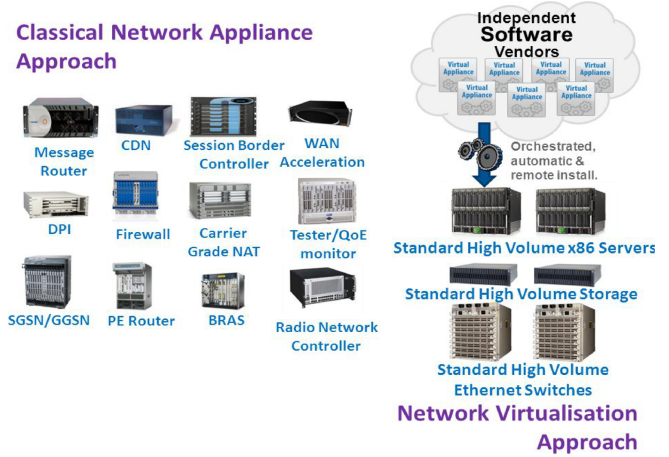 Classical Network Appliance
Approach
Message
Router
CDN
Session Border
Controller
WAN
Acceleration
DPI
Firewall
Carrier
Grade NAT
Tester/QoE
monitor
SGSN/GGSN
PE Router
BRAS
Radio Network
Controller
Independent
Software
Vendors
Virtual
Appliance
Virtual
Appliance
Virtual
Appliance
Virtual
Appliance
Virtual
Appliance
Virtual
Appliance
Virtual
Appliance
Orchestrated,
automatic &
remote install.
Standard High Volume x86 Servers
Standard High Volume Storage
Standard High Volume
Ethernet Switches
Network Virtualisation
Approach